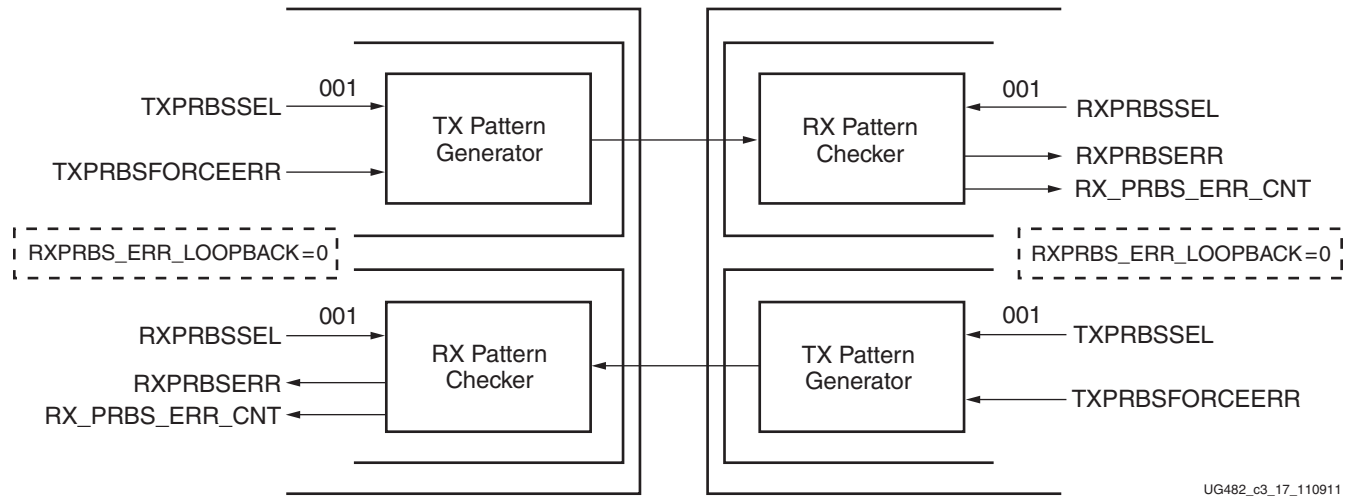 TXPRBSSEL
001
TXPRBSFORCEERR
TX Pattern
Generator
RX Pattern
Checker
001
RXPRBSSEL
RXPRBSERR
RX_PRBS_ERR_CNT
RXPRBS_ERR_LOOPBACK=0
RXPRBS_ERR_LOOPBACK=0
RXPRBSSEL
001
RXPRBSERR
RX_PRBS_ERR_CNT
RX Pattern
Checker
TX Pattern
Generator
001
TXPRBSSEL
TXPRBSFORCEERR
UG482_c3_17_110911